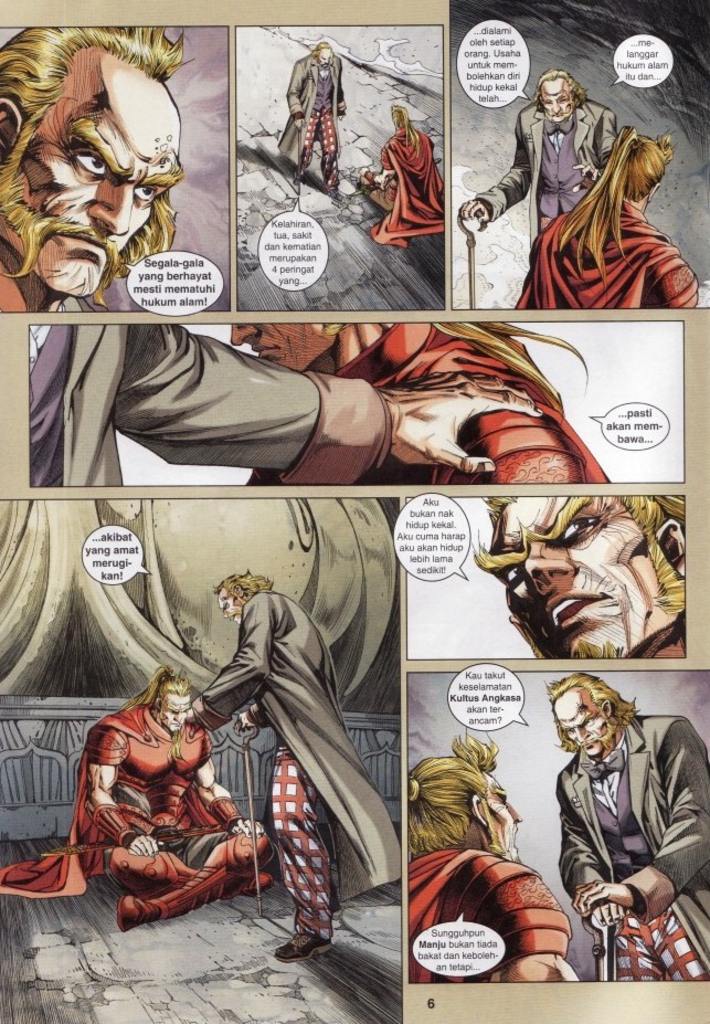 Segala-gala
yang berhayat
mesti mematuhi
hukum alam!
Kelahiran,
tua, sakit
dan kematian
merupakan
4 peringat
yang...
...dialami
oleh setiap
orang. Usaha
untuk mem-
bolehkan diri
hidup kekal
telah...
...me-
langgar
hukum alam
itu dan...
...pasti
akan mem-
bawa...
...akibat
yang amat
merugi-
kan!
Aku
bukan nak
hidup kekal.
Aku cuma harap
aku akan hidup
lebih lama
sedikit!
Kau takut
keselamatan
Kultus Angkasa
akan ter-
ancam?
Sungguhpun
Manju bukan tiada
bakat dan keboleh-
an tetapi...
6